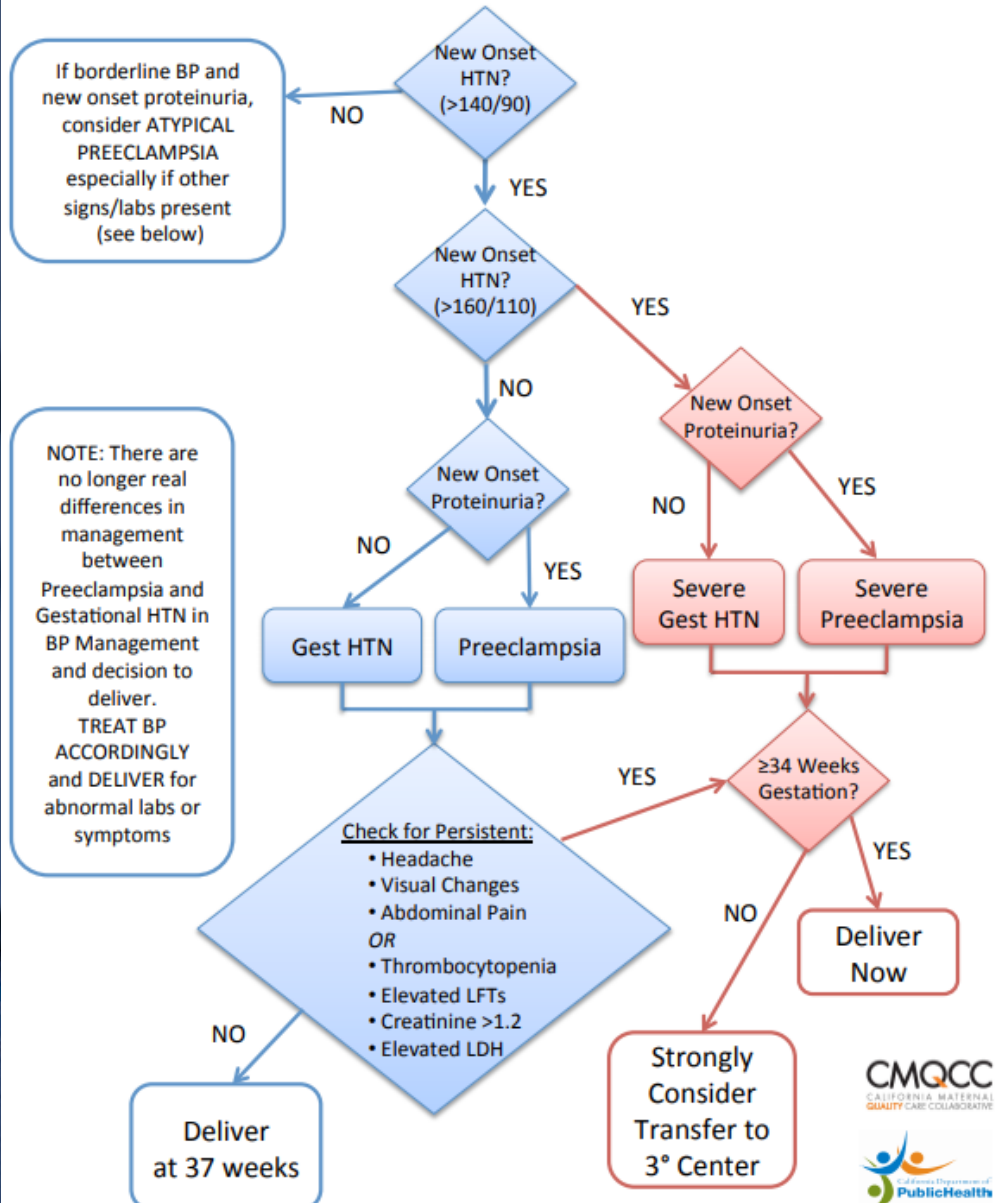 New Onset
HTN?
(>140/90)
NO
If borderline BP and
new onset proteinuria,
consider ATYPICAL
PREECLAMPSIA
especially if other
signs/labs present
(see below)
YES
New Onset
HTN?
(>160/110)
YES
NO
New Onset
Proteinuria?
NO
YES
Severe
Gest HTN
Severe
Preeclampsia
NOTE: There are
no longer real
differences in
management
between
Preeclampsia and
Gestational HTN in
BP Management
and decision to
deliver.
TREAT BP
ACCORDINGLY
and DELIVER for
abnormal labs or
symptoms
New Onset
Proteinuria?
NO
YES
Gest HTN
Preeclampsia
Check for Persistent:
• Headache
• Visual Changes
• Abdominal Pain
OR
• Thrombocytopenia
• Elevated LFTs
• Creatinine >1.2
• Elevated LDH
YES
≥34 Weeks
Gestation?
YES
NO
Deliver
Now
Strongly
Consider
Transfer to
3° Center
NO
Deliver
at 37 weeks
CMQCC
CALIFORNIA MATERNAL
QUALITY CARE COLLABORATIVE
California Department of
PublicHealth